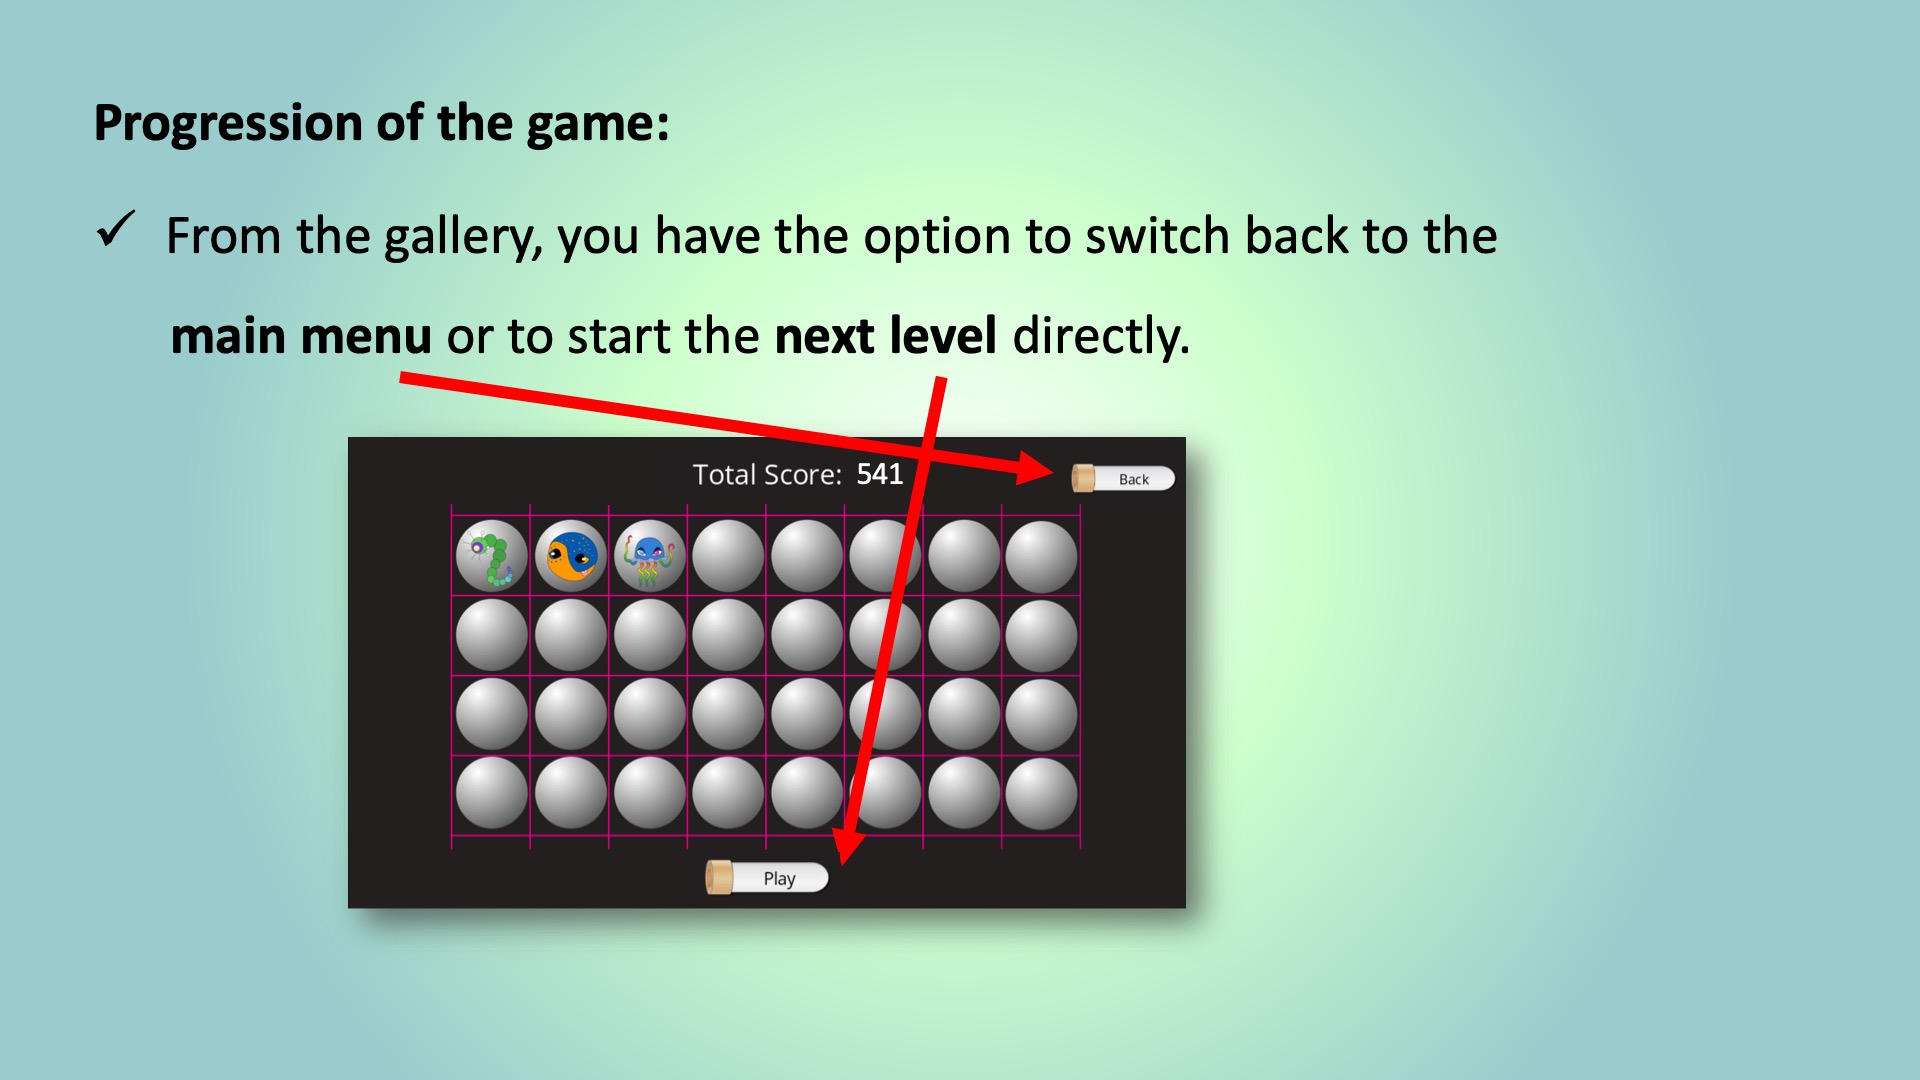 Progression of the game:
✓ From the gallery, you have the option to switch back to the
main menu or to start the next level directly.
Total Score: 541
Back
Play